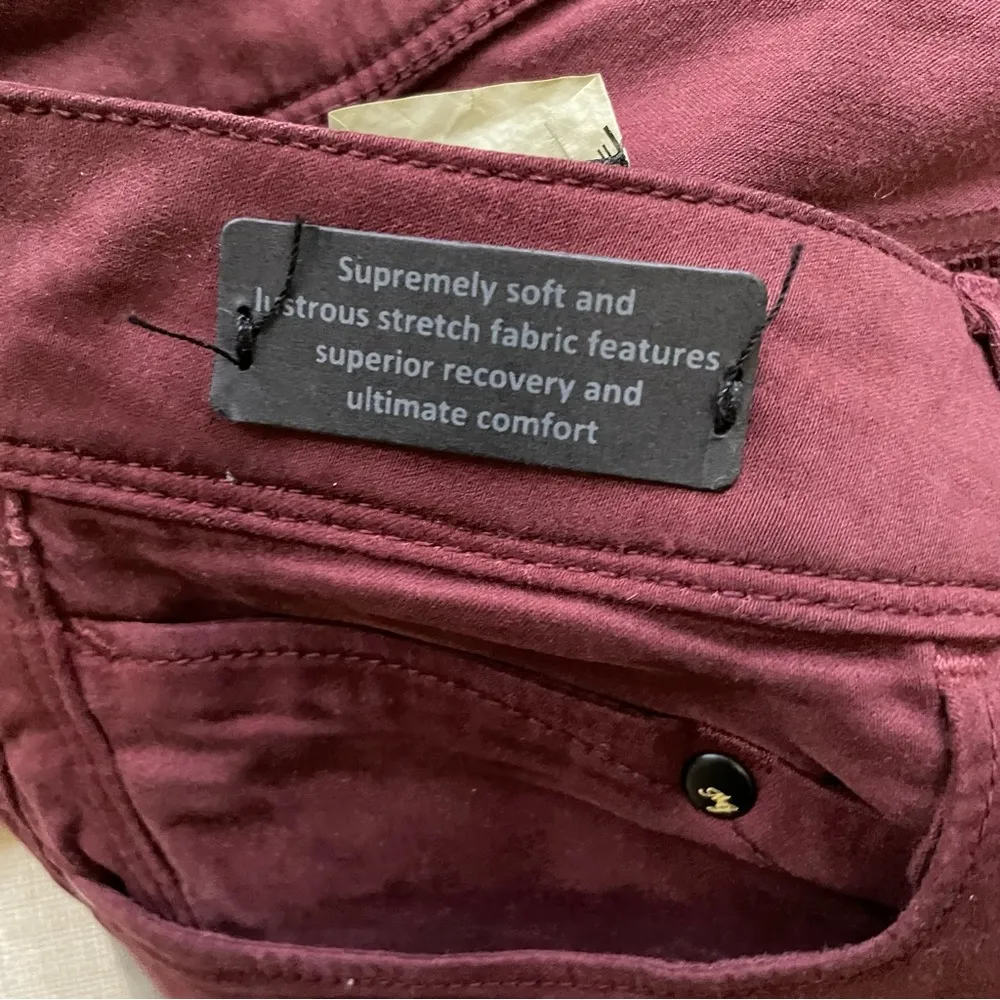 Supremely soft and
lustrous stretch fabric features
superior recovery and
ultimate comfort